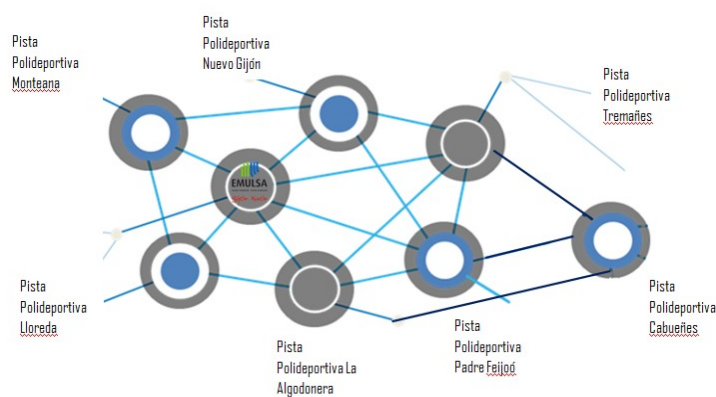 Pista
Polideportiva
Monteana
Pista
Polideportiva
Nuevo Gijón
Pista
Polideportiva
Tremañes
EMULSA
Pista
Polideportiva
Lloreda
Pista
Polideportiva La
Algodonera
Pista
Polideportiva
Padre Feijoó
Pista
Polideportiva
Cabueñes